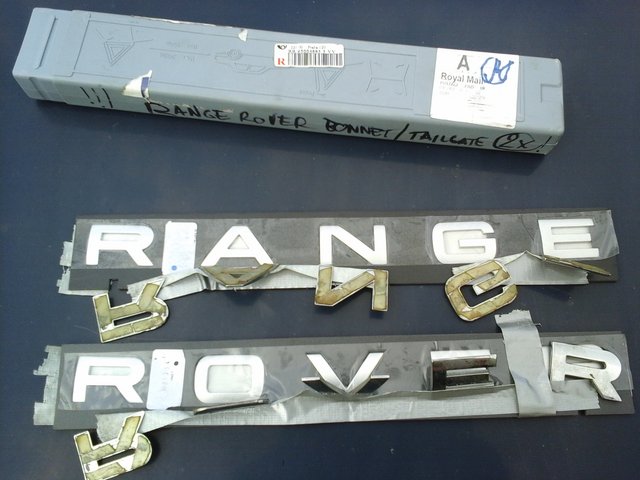 A
Royal Mail
R
!!! RANGE ROVER BONNET/TAILGATE 2x!
RANGE
ROVER